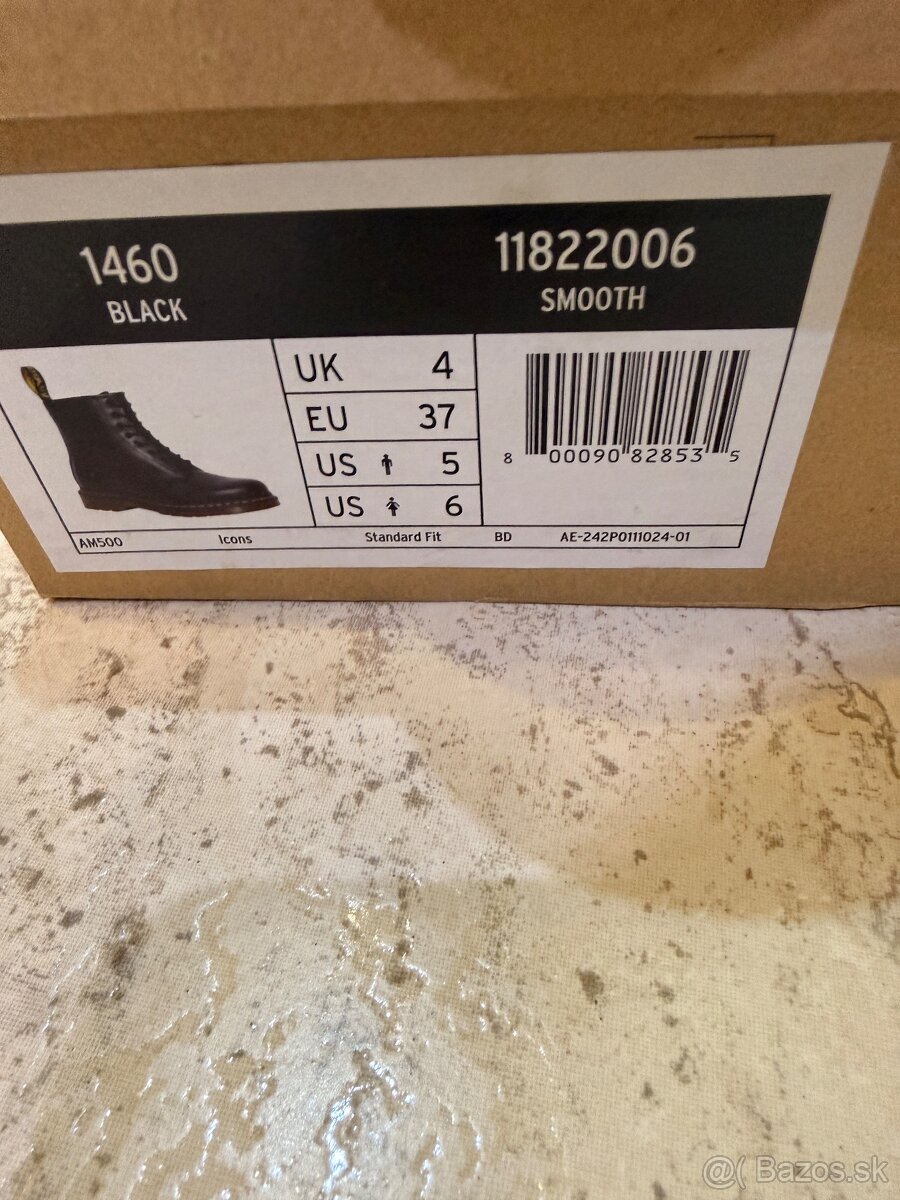 1460
BLACK
11822006
SMOOTH
UK 4
EU 37
US 5
US 6
8 00090 82853 5
AM500 Icons Standard Fit BD AE-242P0111024-01
@( Bazos.sk